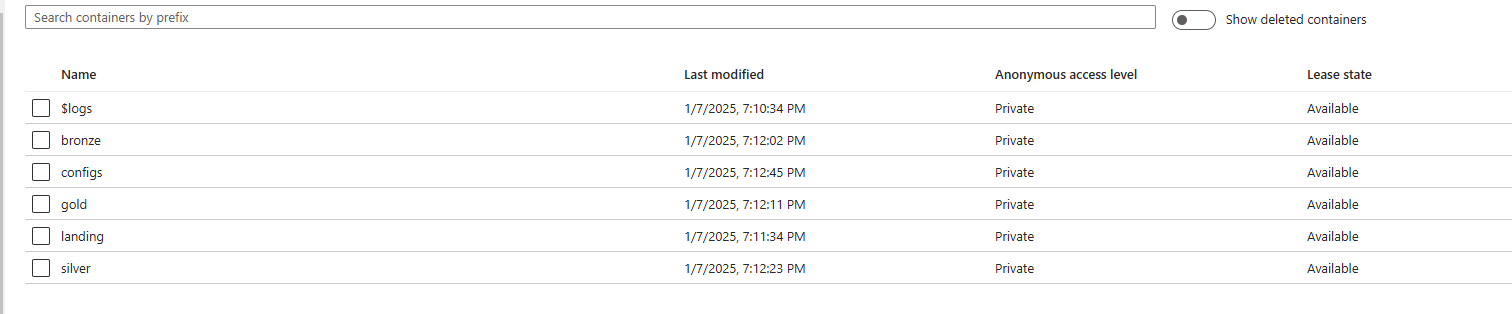 Search containers by prefix Show deleted containers
Name Last modified Anonymous access level Lease state
$logs 1/7/2025, 7:10:34 PM Private Available
bronze 1/7/2025, 7:12:02 PM Private Available
configs 1/7/2025, 7:12:45 PM Private Available
gold 1/7/2025, 7:12:11 PM Private Available
landing 1/7/2025, 7:11:34 PM Private Available
silver 1/7/2025, 7:12:23 PM Private Available